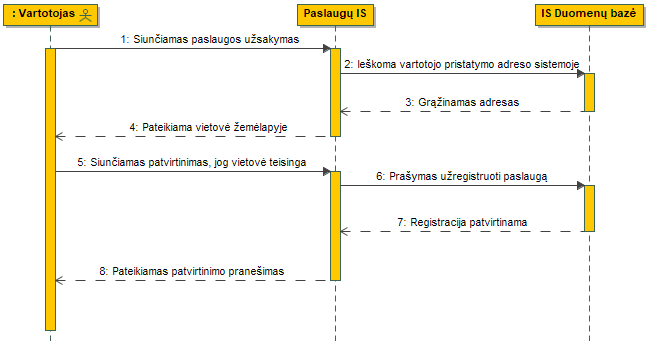 : Vartotojas
Paslaugų IS
IS Duomenų bazė
1: Siunčiamas paslaugos užsakymas
2: Ieškoma vartotojo pristatymo adreso sistemoje
3: Grąžinamas adresas
4: Pateikiama vietovė žemėlapyje
5: Siunčiamas patvirtinimas, jog vietovė teisinga
6: Prašymas užregistruoti paslaugą
7: Registracija patvirtinama
8: Pateikiamas patvirtinimo pranešimas